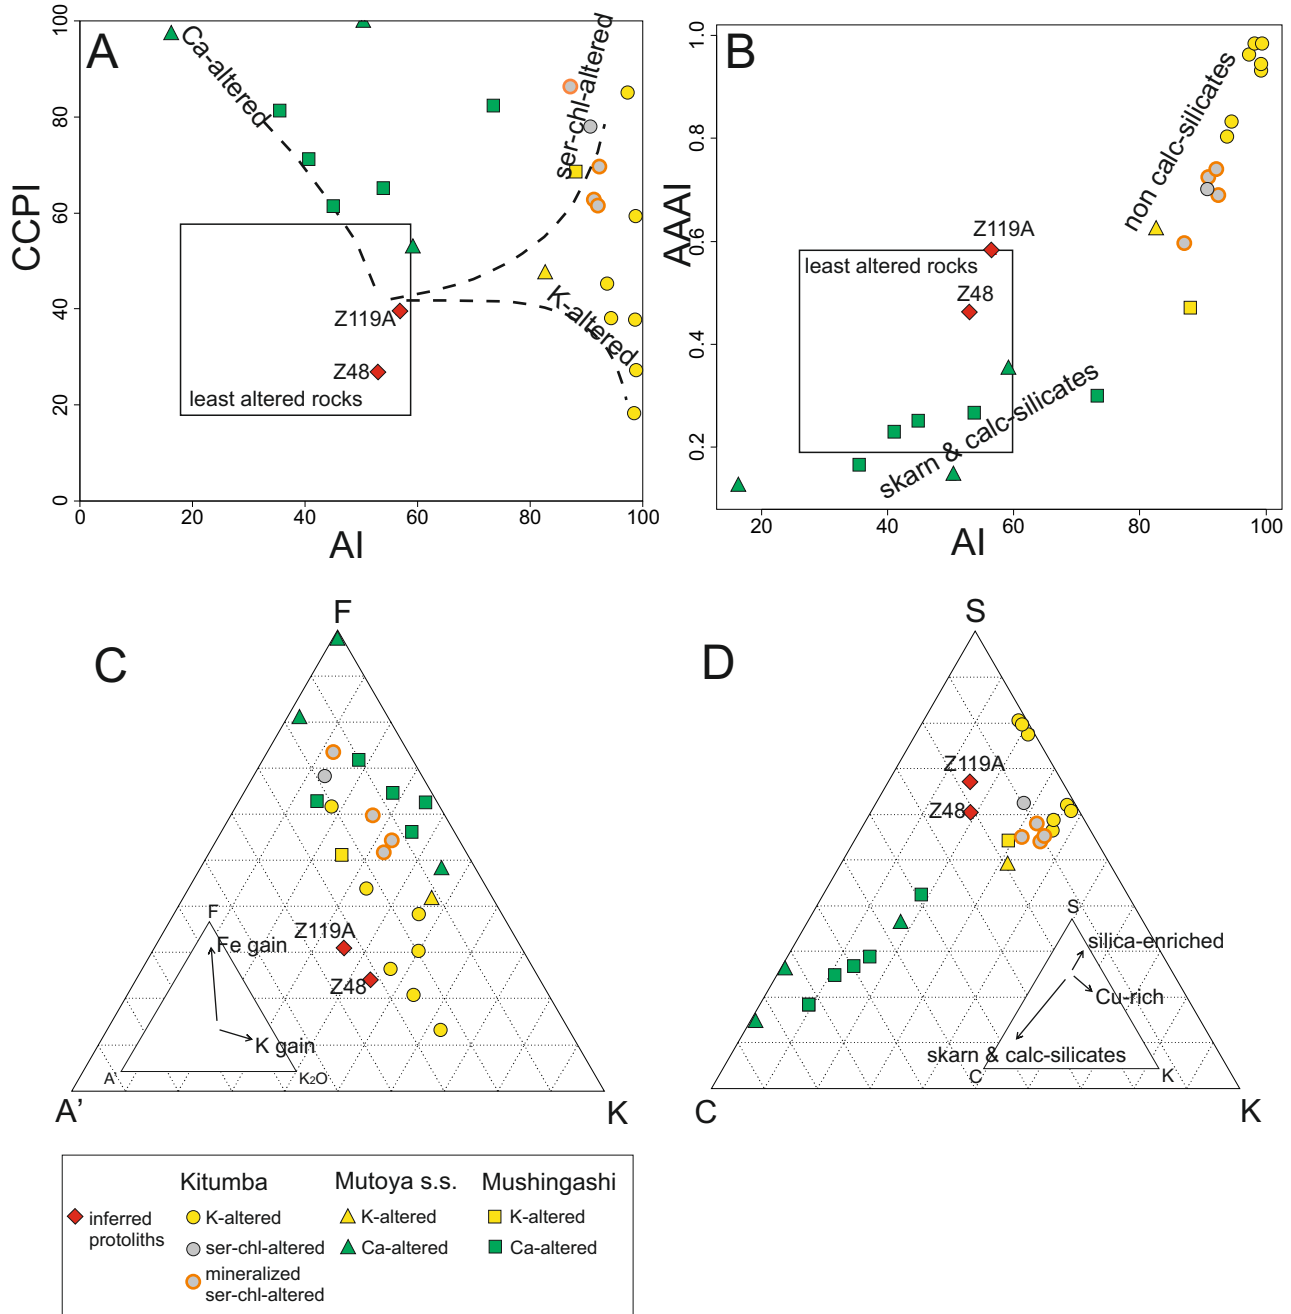 A
CCPI
100
80
60
40
20
0
0
20
40
60
80
100
AI
Ca-altered
ser-chl-altered
K-altered
Z119A
Z48
least altered rocks
B
AAAI
1.0
0.8
0.6
0.4
0.2
20
40
60
80
100
AI
non calc-silicates
Z119A
least altered rocks
Z48
skarn & calc-silicates
C
F
A’
K
Z119A
Z48
F
Fe gain
K gain
A’
K₂O
D
S
C
K
Z119A
Z48
S
silica-enriched
Cu-rich
skarn & calc-silicates
C
K
Kitumba
Mutoya s.s.
Mushingashi
inferred
protoliths
K-altered
K-altered
K-altered
ser-chl-altered
Ca-altered
Ca-altered
mineralized
ser-chl-altered